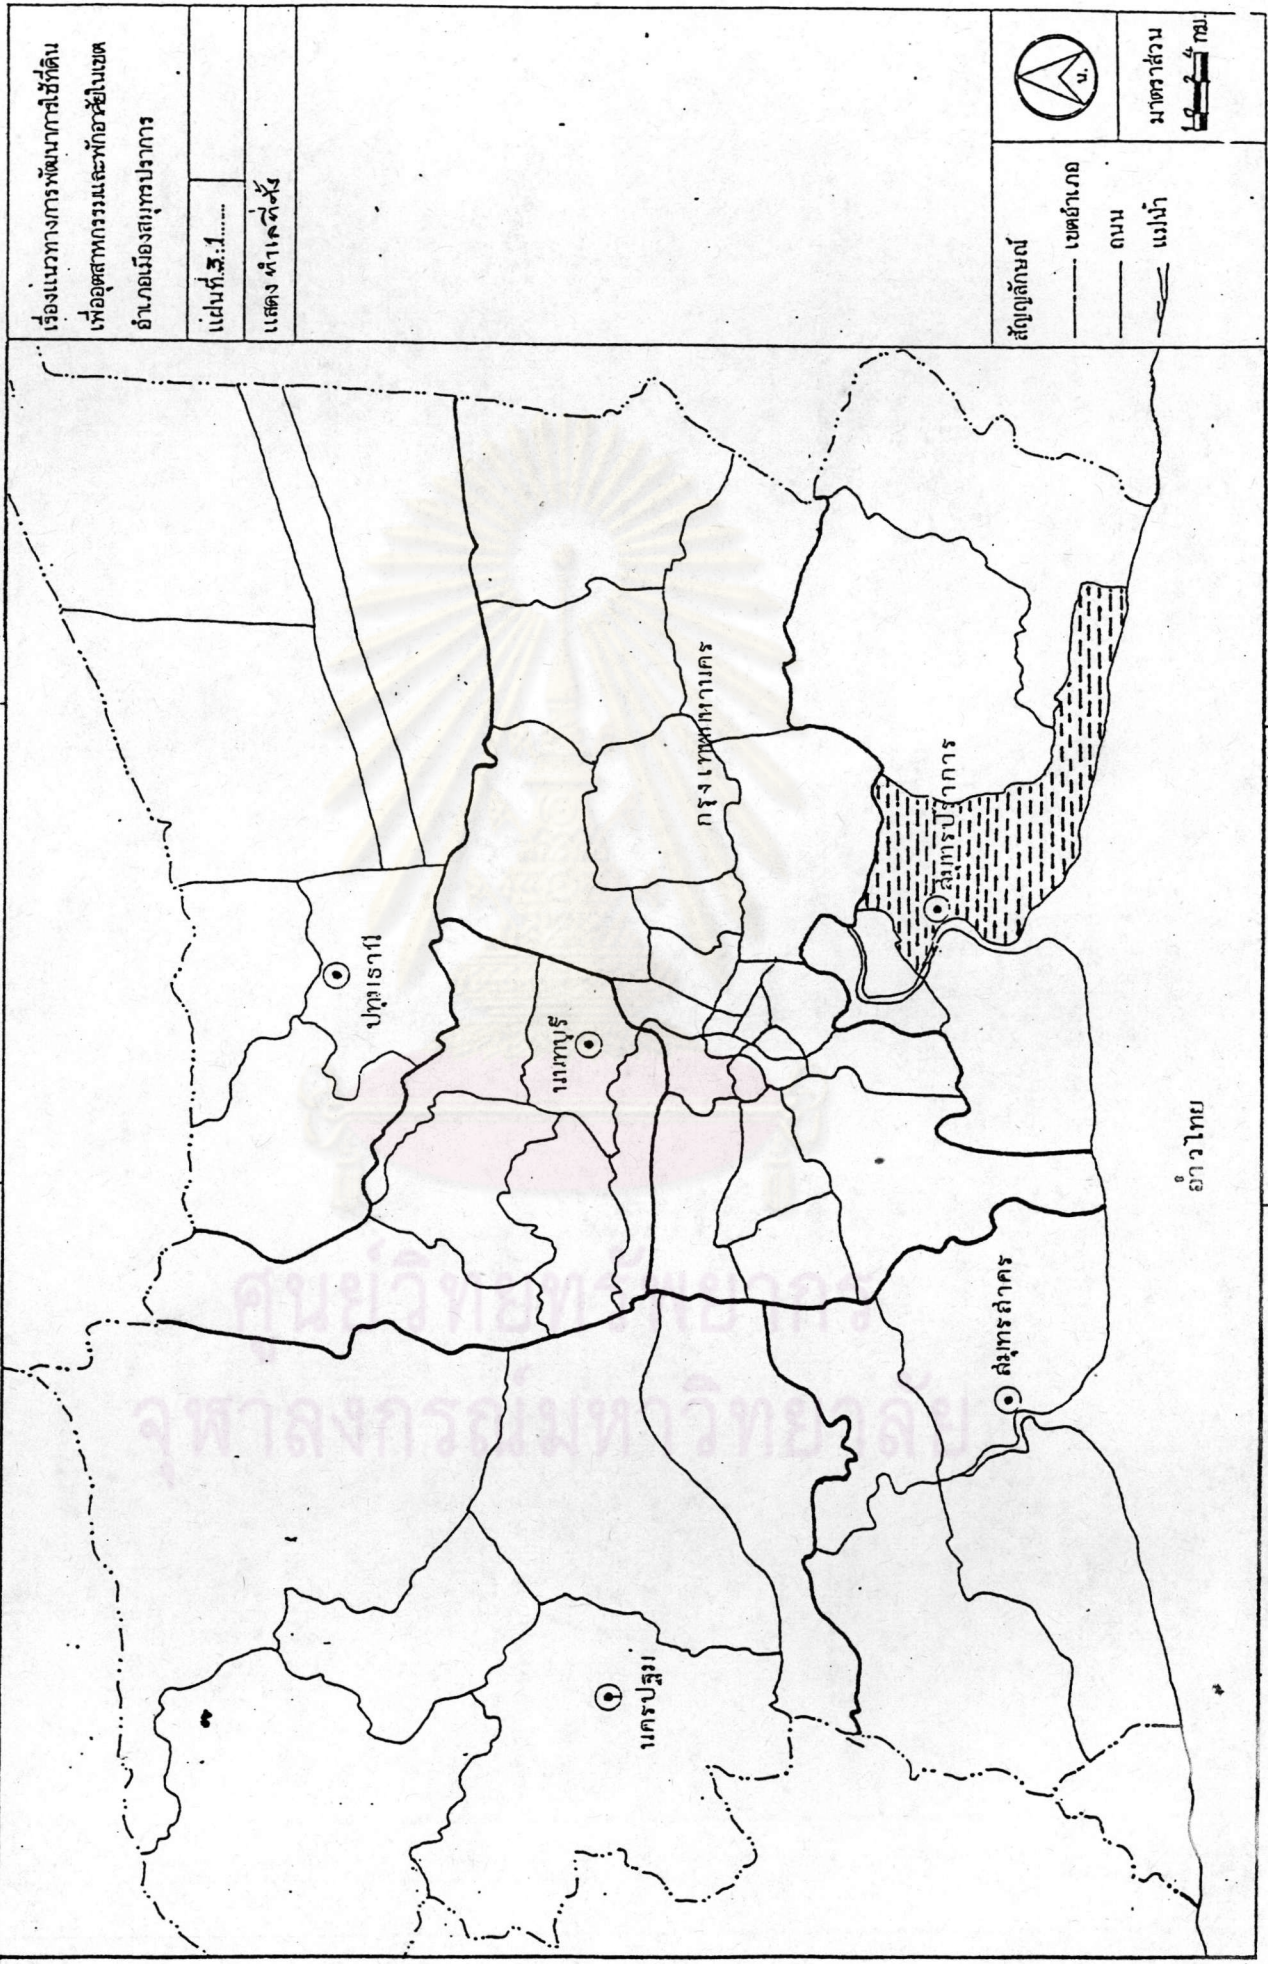 เรื่องแนวทางการพัฒนาการใช้ที่ดิน
เพื่ออุตสาหกรรมและพักอาศัยในเขต
อำเภอเมืองสมุทรปราการ
แผ่นที่.3.1......
แสดง ทำเลที่ตั้ง
สัญญลักษณ์
เขตอำเภอ
ถนน
แม่น้ำ
น.
มาตราส่วน
1 0 2 4 กม.
ปทุมธานี
นนทบุรี
กรุงเทพมหานคร
สมุทรปราการ
นครปฐม
สมุทรสาคร
อ่าวไทย
ศูนย์วิทยทรัพยากร
จุฬาลงกรณ์มหาวิทยาลัย